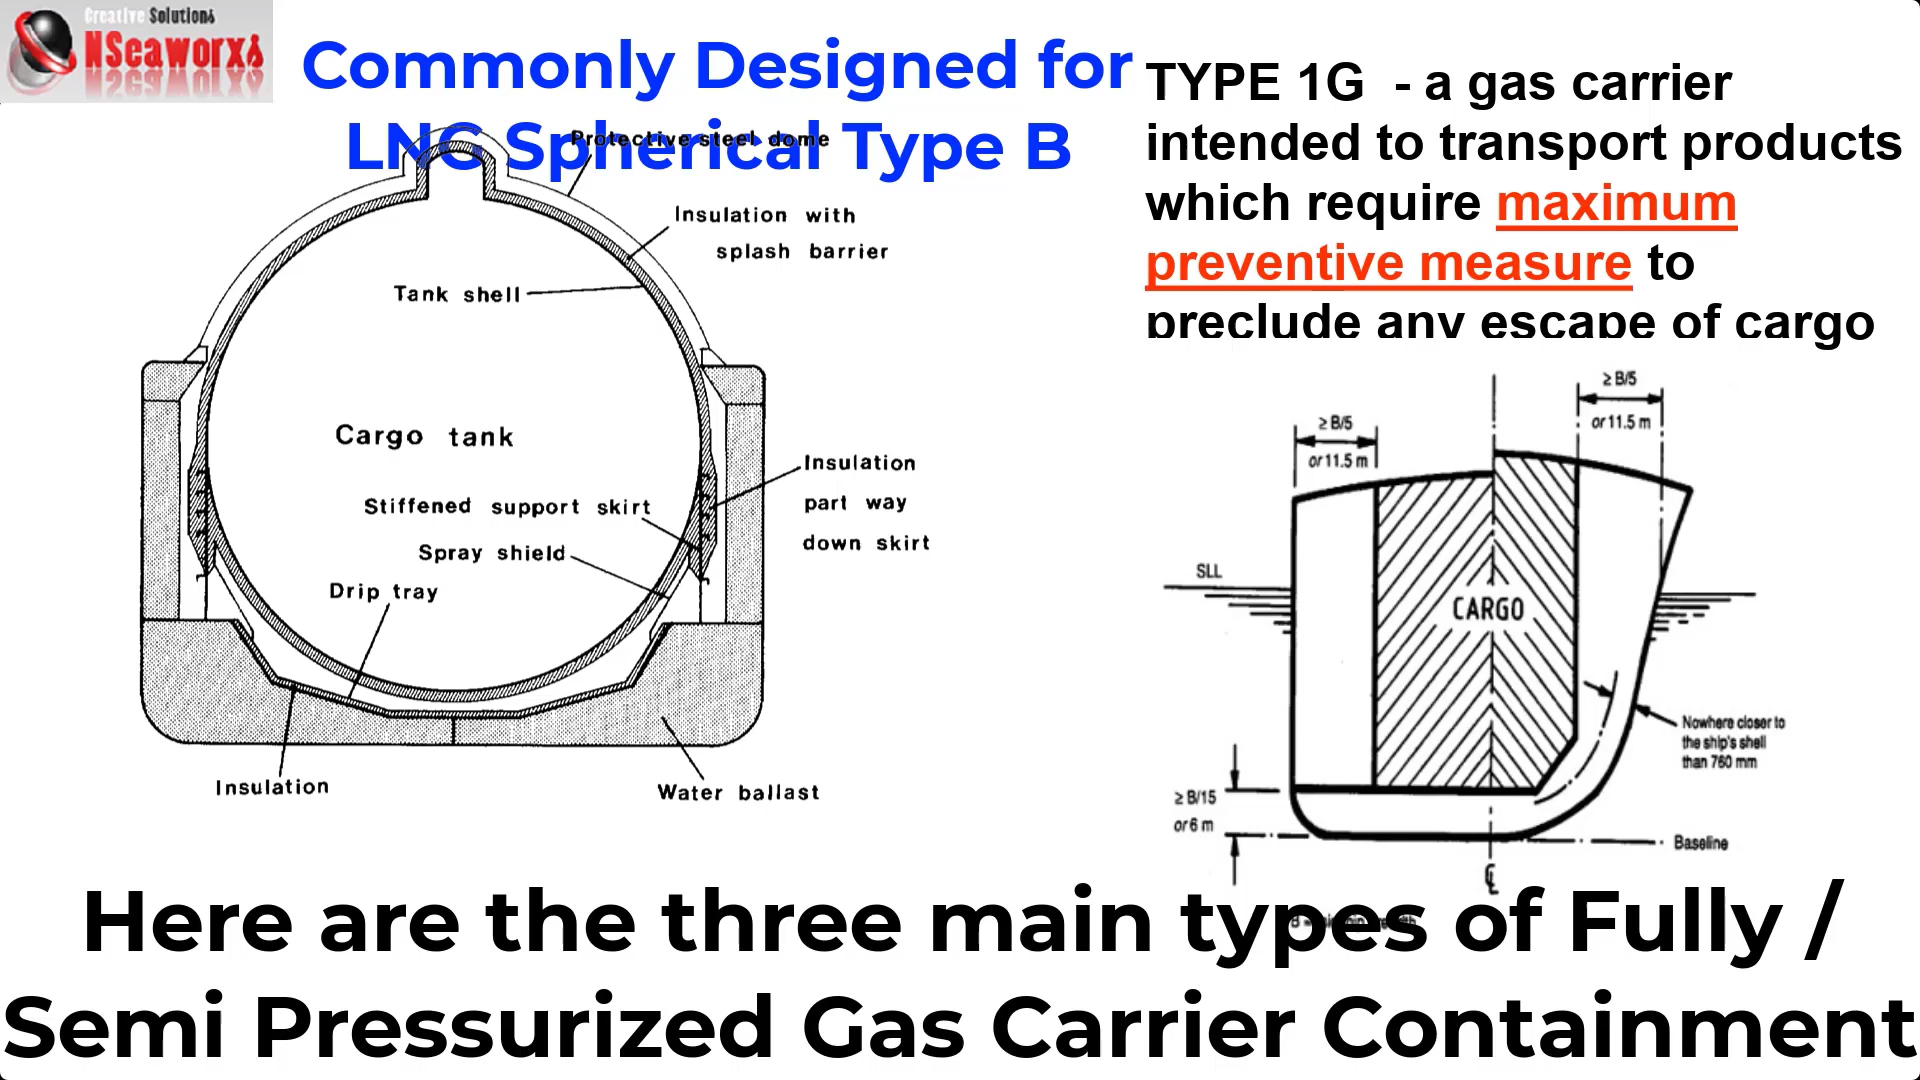 Creative Solutions
NSeaworxs
Commonly Designed for
LNG Spherical Type B
TYPE 1G - a gas carrier
intended to transport products
which require maximum
preventive measure to
preclude any escape of cargo
Protective steel dome
Insulation with
splash barrier
Tank shell
Cargo tank
Insulation
part way
down skirt
Stiffened support skirt
Spray shield
Drip tray
Insulation
Water ballast
≥ B/5
or 11.5 m
≥ B/5
or 11.5 m
SLL
CARGO
Nowhere closer to
the ship's shell
than 760 mm
≥ B/15
or 6 m
Baseline
Here are the three main types of Fully /
Semi Pressurized Gas Carrier Containment